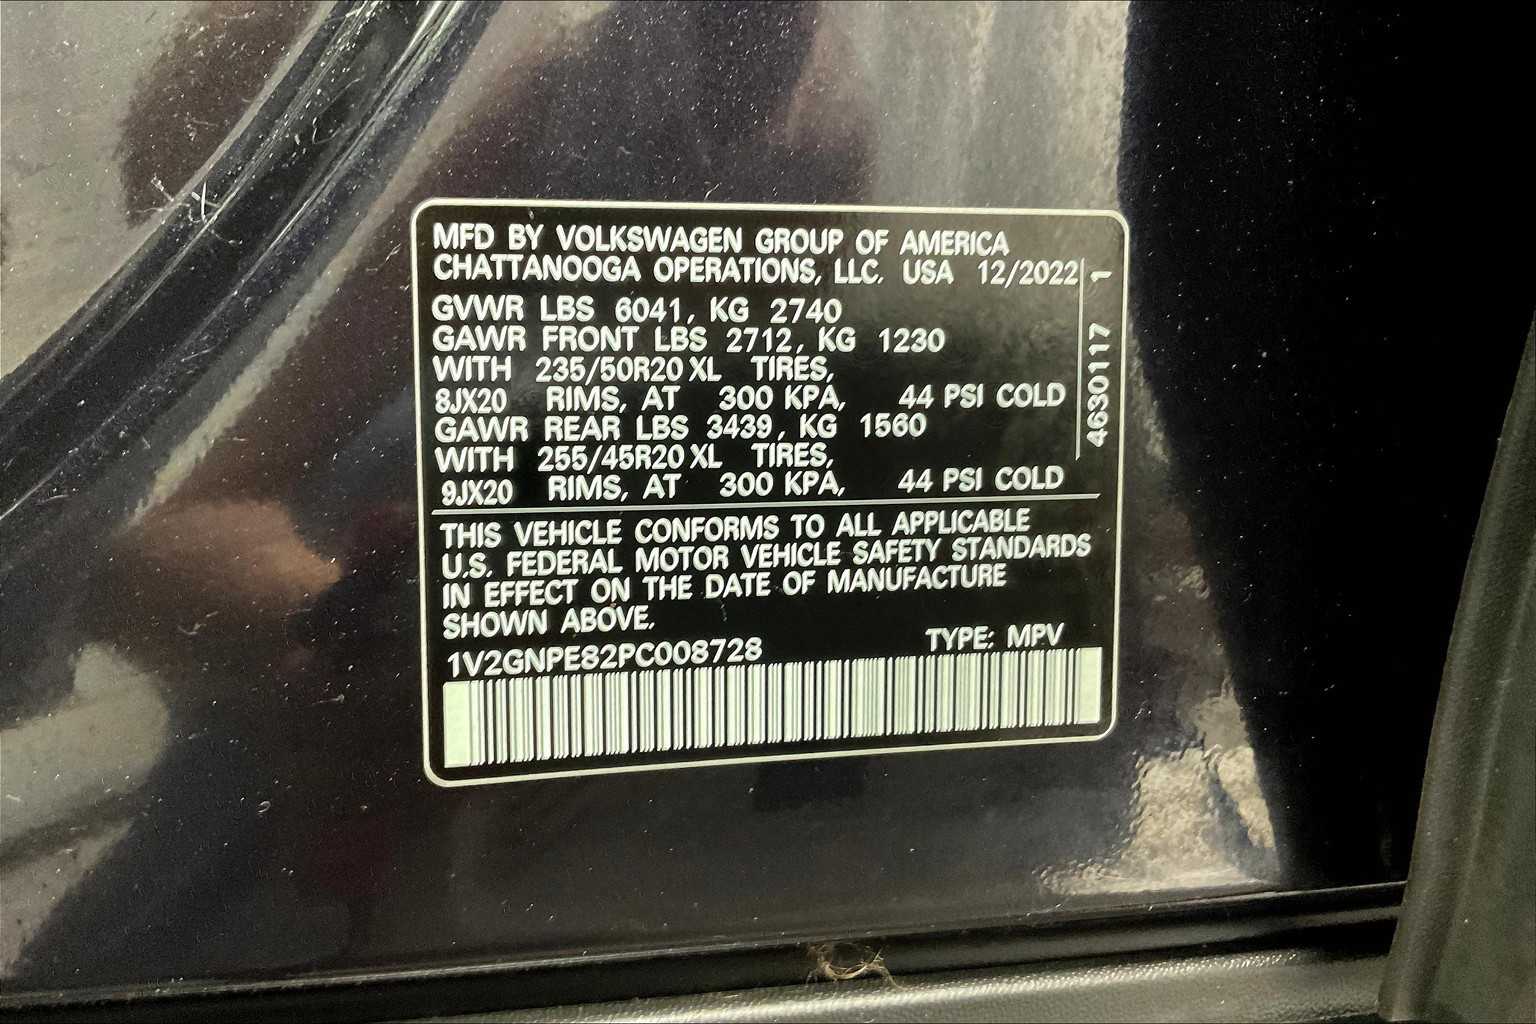 MFD BY VOLKSWAGEN GROUP OF AMERICA
CHATTANOOGA OPERATIONS, LLC. USA 12/2022
GVWR LBS 6041, KG 2740
GAWR FRONT LBS 2712, KG 1230
WITH 235/50R20 XL TIRES,
8JX20 RIMS, AT 300 KPA, 44 PSI COLD
GAWR REAR LBS 3439, KG 1560
WITH 255/45R20 XL TIRES,
9JX20 RIMS, AT 300 KPA, 44 PSI COLD
4630117 1
THIS VEHICLE CONFORMS TO ALL APPLICABLE
U.S. FEDERAL MOTOR VEHICLE SAFETY STANDARDS
IN EFFECT ON THE DATE OF MANUFACTURE
SHOWN ABOVE.
1V2GNPE82PC008728 TYPE: MPV